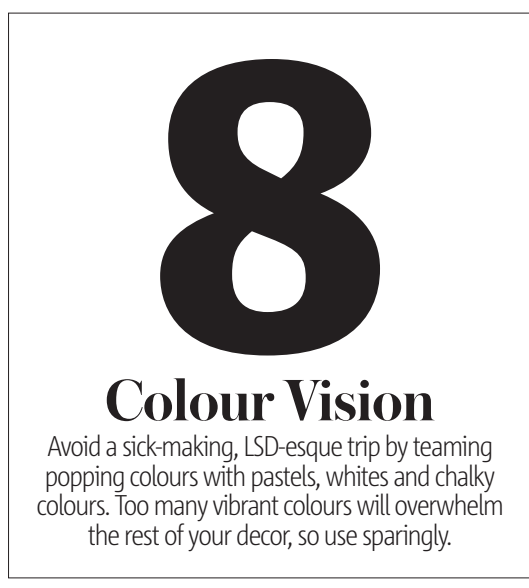 8
Colour Vision
Avoid a sick-making, LSD-esque trip by teaming
popping colours with pastels, whites and chalky
colours. Too many vibrant colours will overwhelm
the rest of your decor, so use sparingly.